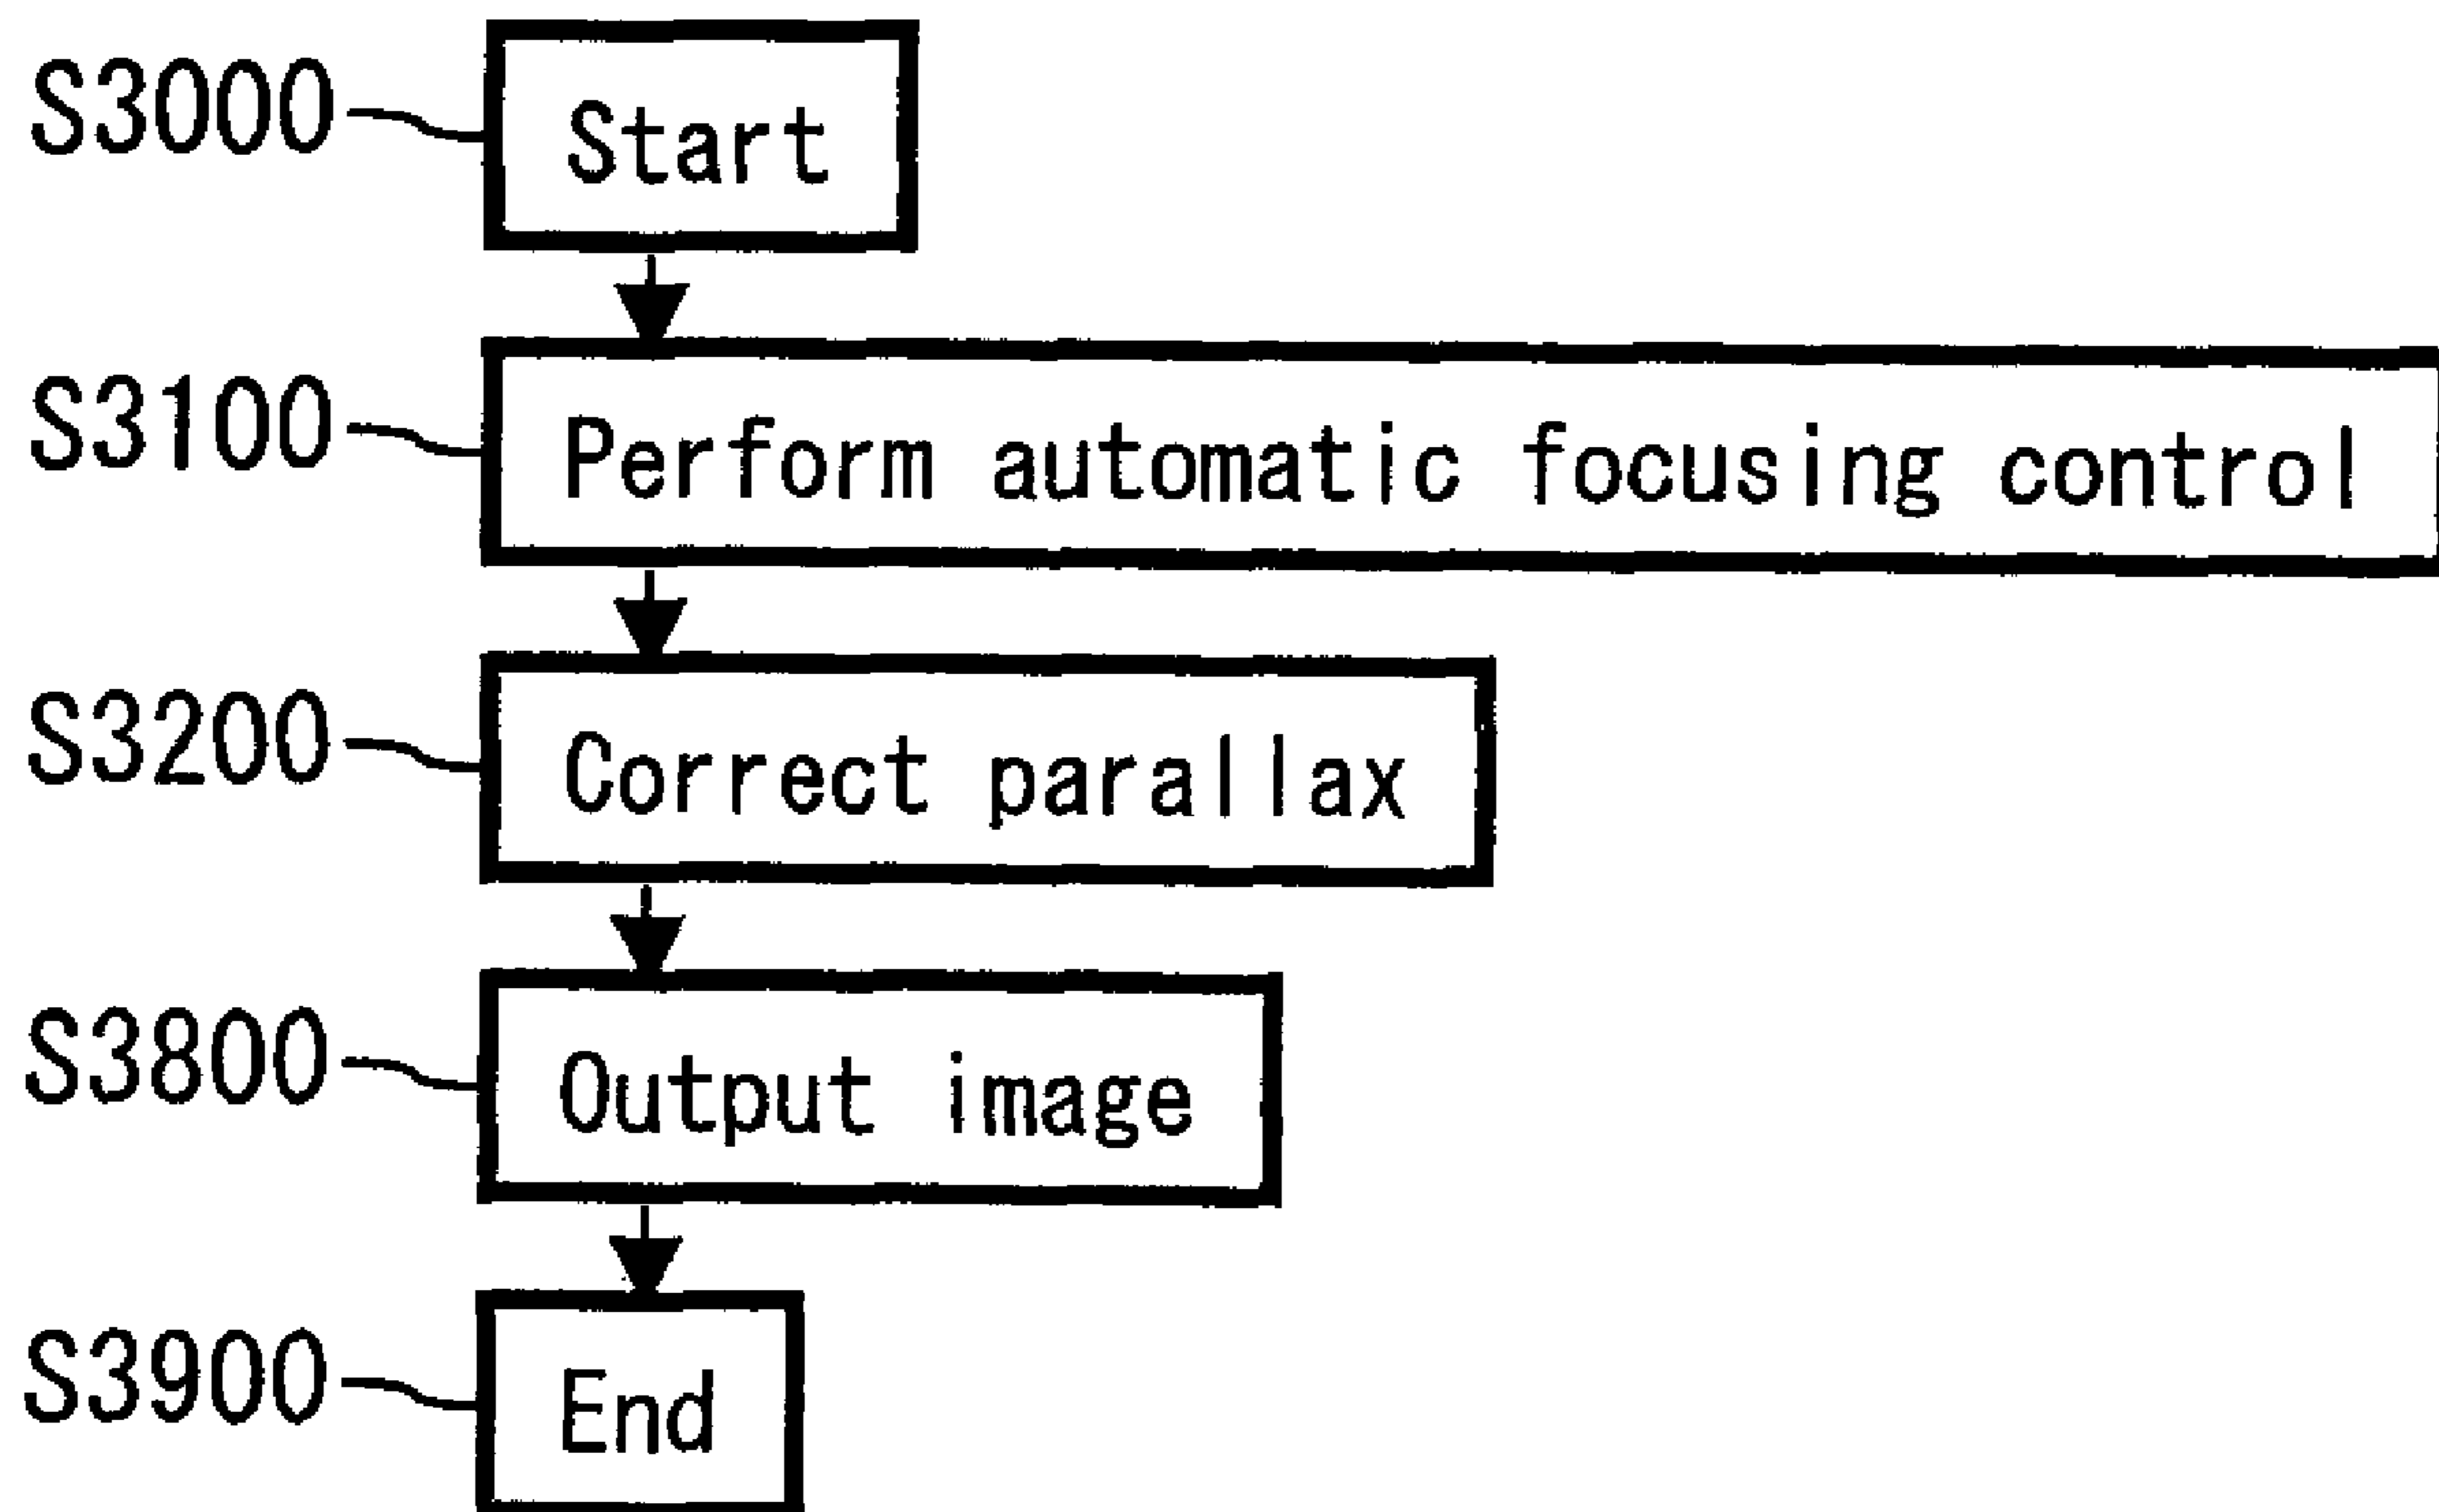 S3000 Start
S3100 Perform automatic focusing control
S3200 Correct parallax
S3800 Output image
S3900 End